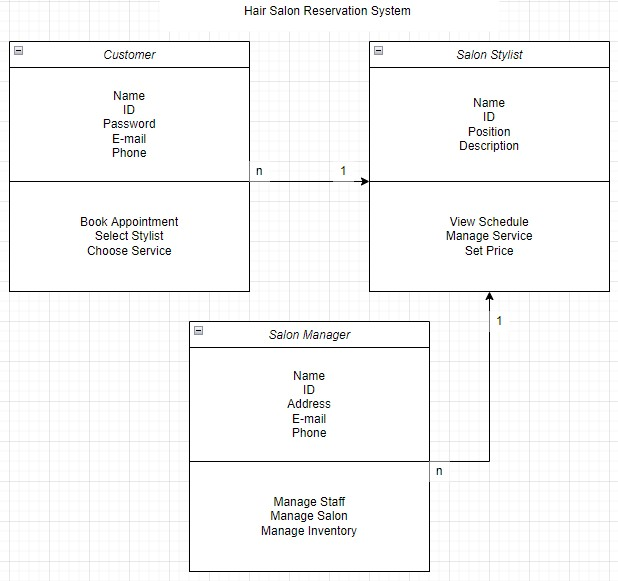 Hair Salon Reservation System
Customer
Name
ID
Password
E-mail
Phone
Book Appointment
Select Stylist
Choose Service
n
1
Salon Stylist
Name
ID
Position
Description
View Schedule
Manage Service
Set Price
1
Salon Manager
Name
ID
Address
E-mail
Phone
n
Manage Staff
Manage Salon
Manage Inventory